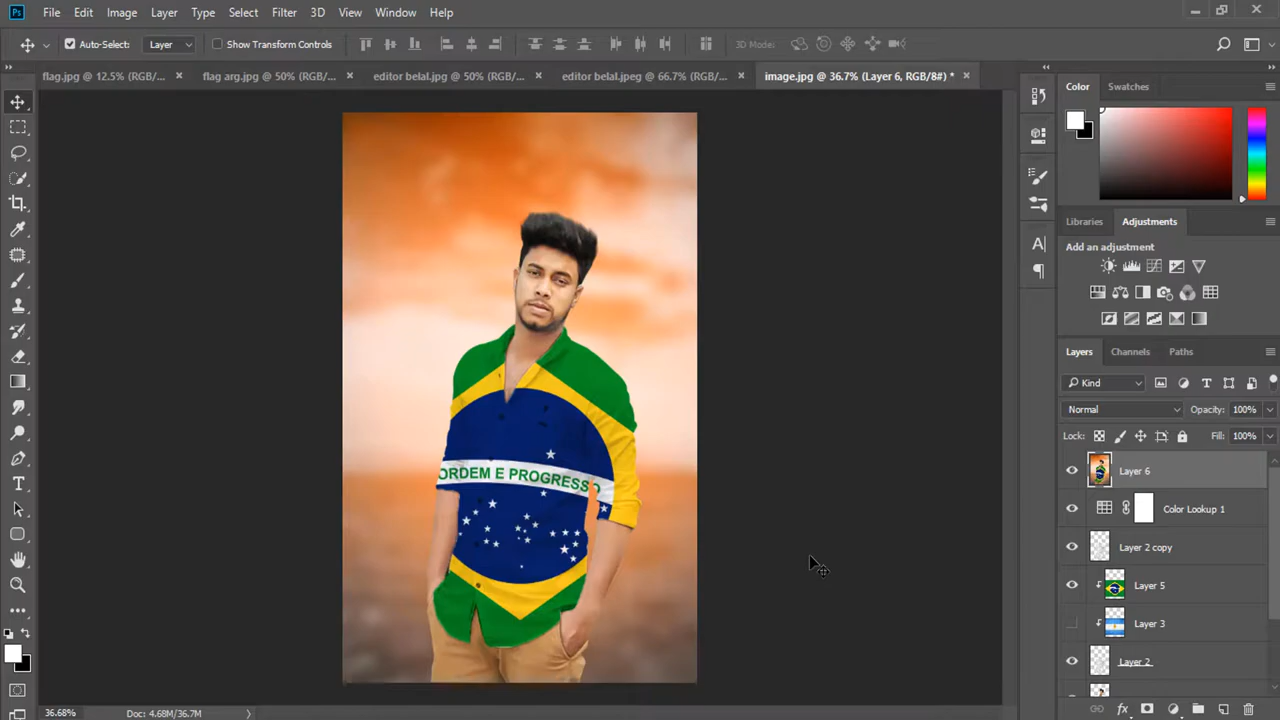 Ps File Edit Image Layer Type Select Filter 3D View Window Help
Auto-Select: Layer Show Transform Controls 3D Mode:
flag.jpg @ 12.5% (RGB/... × flag arg.jpg @ 50% (RGB/... × editor belal.jpg @ 50% (RGB/... × editor belal.jpeg @ 66.7% (RGB/... × image.jpg @ 36.7% (Layer 6, RGB/8#) * ×
Color Swatches
Libraries Adjustments
Add an adjustment
Layers Channels Paths
Kind
Normal Opacity: 100%
Lock: Fill: 100%
Layer 6
Color Lookup 1
Layer 2 copy
Layer 5
Layer 3
Layer 2
ORDEM E PROGRESSO
36.68% Doc: 4.68M/36.7M